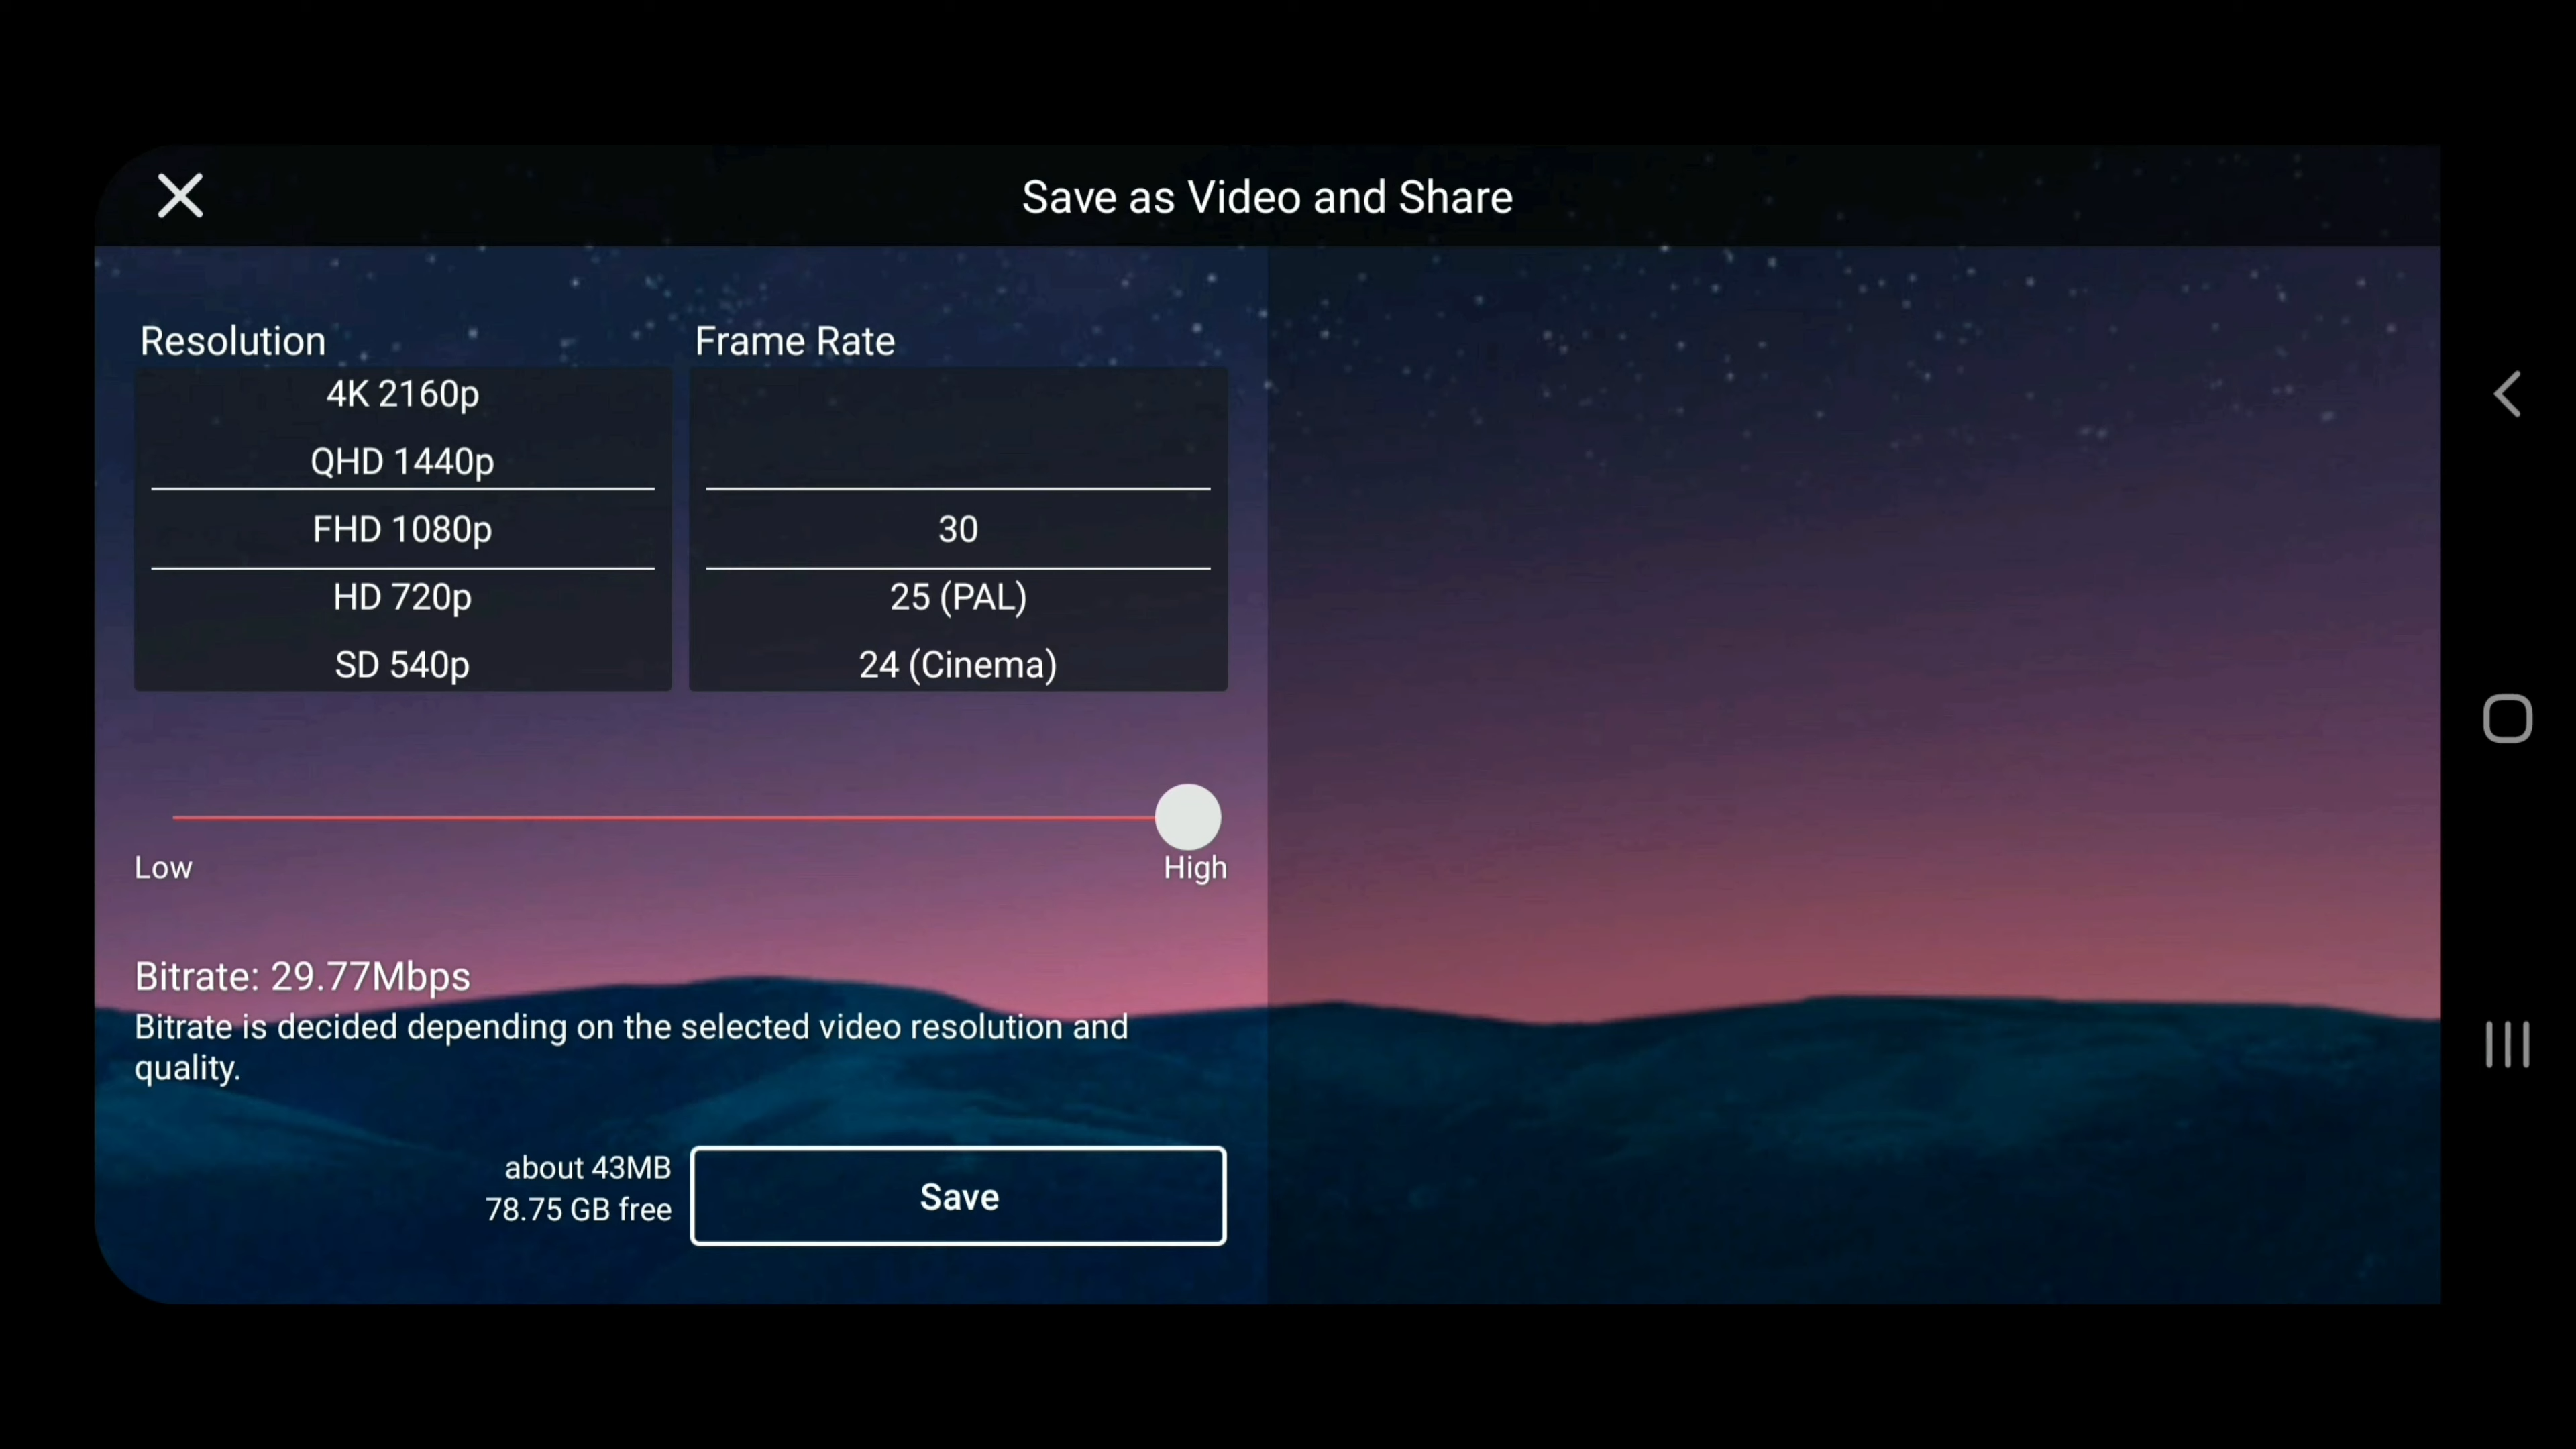 Save as Video and Share
Resolution
Frame Rate
4K 2160p
QHD 1440p
FHD 1080p
HD 720p
SD 540p
30
25 (PAL)
24 (Cinema)
Low
High
Bitrate: 29.77Mbps
Bitrate is decided depending on the selected video resolution and
quality.
about 43MB
78.75 GB free
Save